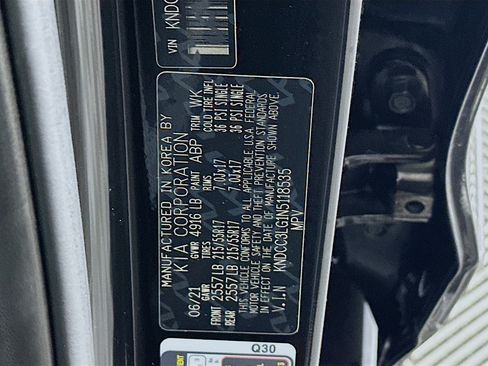 VIN KNDC
MANUFACTURED IN KOREA BY
KIA CORPORATION
06/21 GVWR 4916 LB PAINT ABP TRIM WK
GAWR TIRES RIMS COLD TIRE INFL
FRONT 2557LB 215/55R17 7.0Jx17 36 PSI SINGLE
REAR 2557LB 215/55R17 7.0Jx17 36 PSI SINGLE
THIS VEHICLE CONFORMS TO ALL APPLICABLE U.S.A. FEDERAL
MOTOR VEHICLE SAFETY AND THEFT PREVENTION STANDARDS
IN EFFECT ON THE DATE OF MANUFACTURE SHOWN ABOVE.
V.I.N KNDCC3LG1N5118535
MPV
Q30